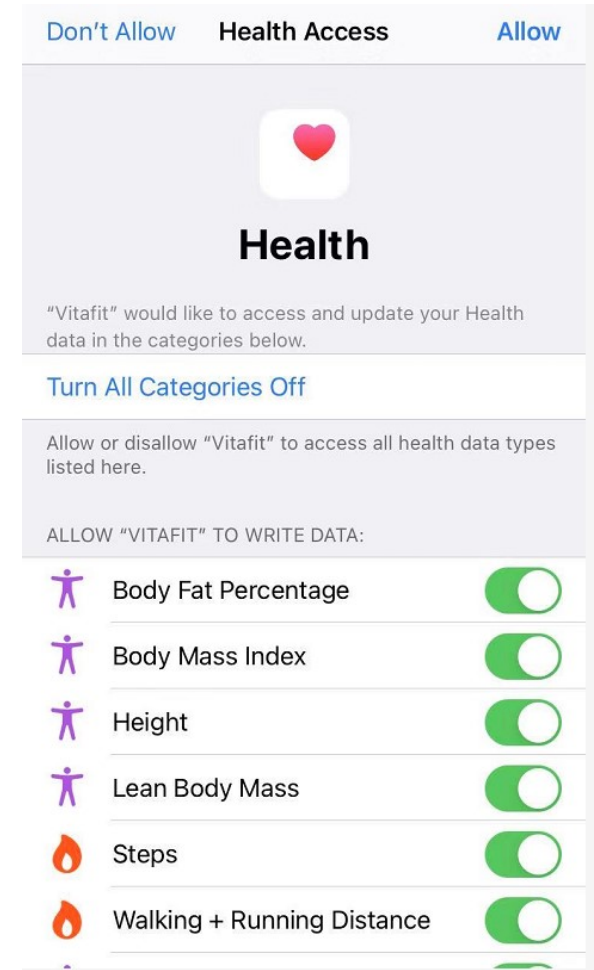 Don’t Allow Health Access Allow
Health
“Vitafit” would like to access and update your Health
data in the categories below.
Turn All Categories Off
Allow or disallow “Vitafit” to access all health data types
listed here.
ALLOW “VITAFIT” TO WRITE DATA:
Body Fat Percentage
Body Mass Index
Height
Lean Body Mass
Steps
Walking + Running Distance